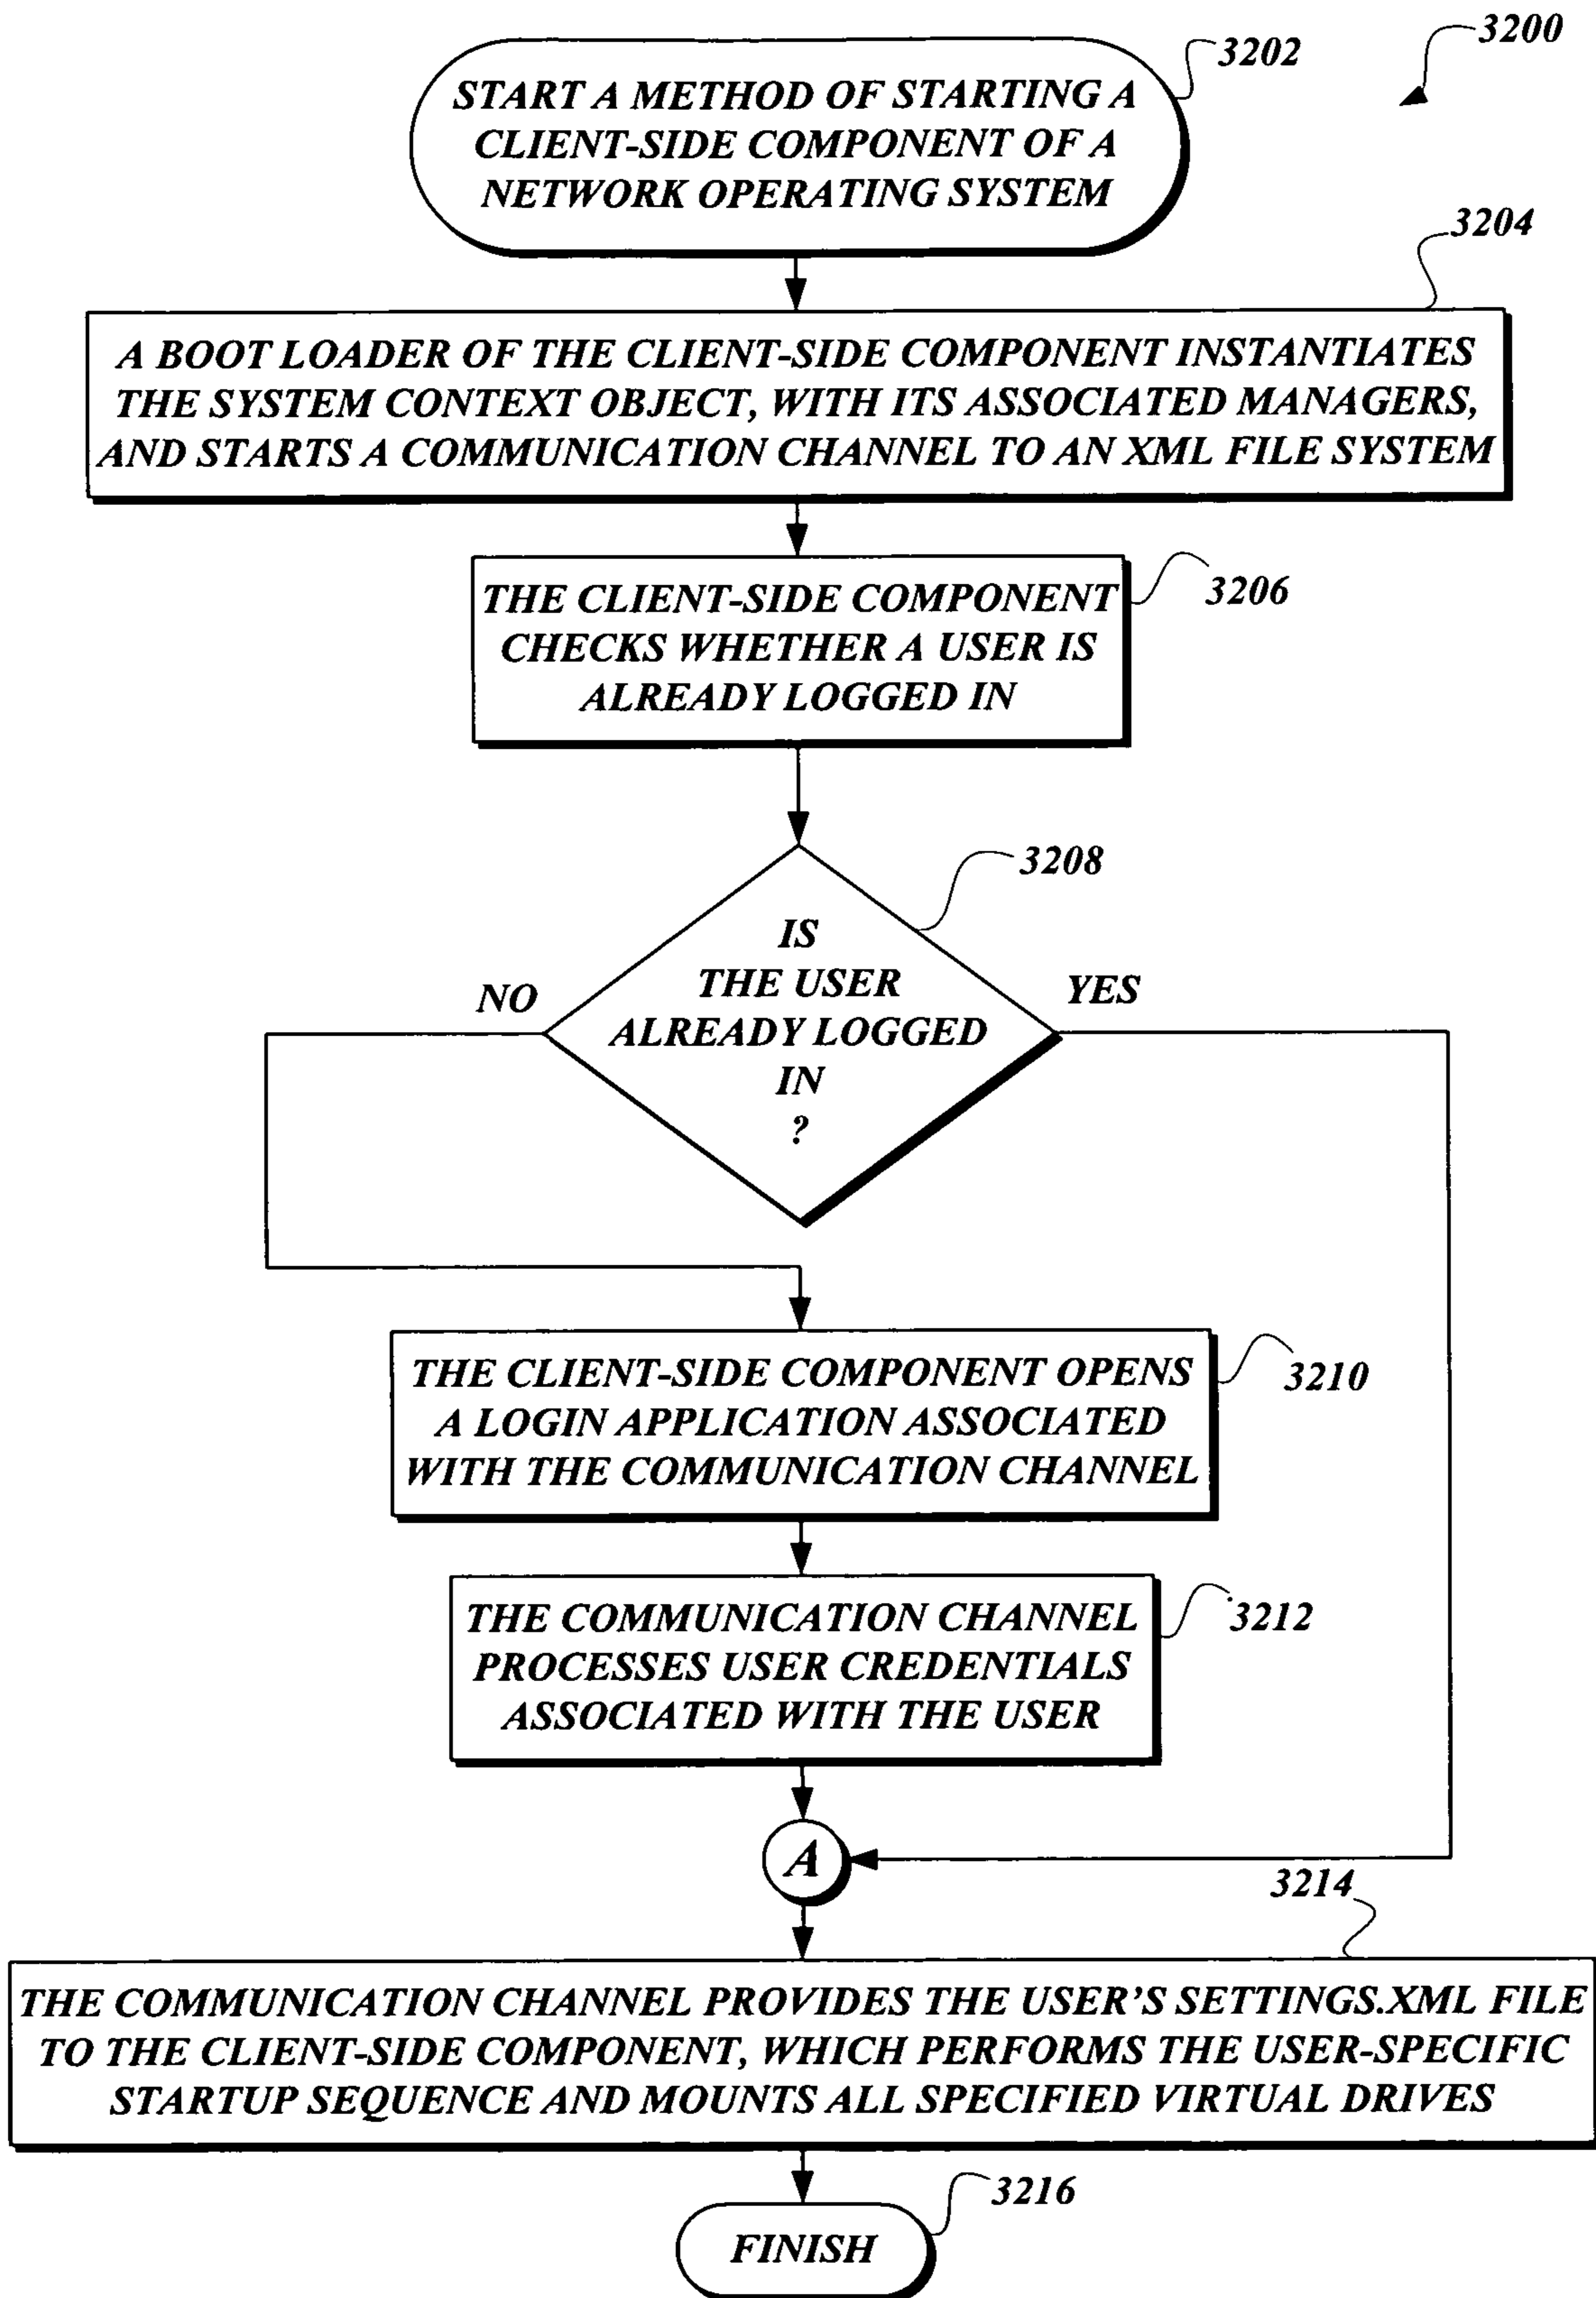 3200
3202
START A METHOD OF STARTING A
CLIENT-SIDE COMPONENT OF A
NETWORK OPERATING SYSTEM
3204
A BOOT LOADER OF THE CLIENT-SIDE COMPONENT INSTANTIATES
THE SYSTEM CONTEXT OBJECT, WITH ITS ASSOCIATED MANAGERS,
AND STARTS A COMMUNICATION CHANNEL TO AN XML FILE SYSTEM
3206
THE CLIENT-SIDE COMPONENT
CHECKS WHETHER A USER IS
ALREADY LOGGED IN
3208
IS
THE USER
ALREADY LOGGED
IN
?
NO
YES
3210
THE CLIENT-SIDE COMPONENT OPENS
A LOGIN APPLICATION ASSOCIATED
WITH THE COMMUNICATION CHANNEL
3212
THE COMMUNICATION CHANNEL
PROCESSES USER CREDENTIALS
ASSOCIATED WITH THE USER
A
3214
THE COMMUNICATION CHANNEL PROVIDES THE USER'S SETTINGS.XML FILE
TO THE CLIENT-SIDE COMPONENT, WHICH PERFORMS THE USER-SPECIFIC
STARTUP SEQUENCE AND MOUNTS ALL SPECIFIED VIRTUAL DRIVES
3216
FINISH